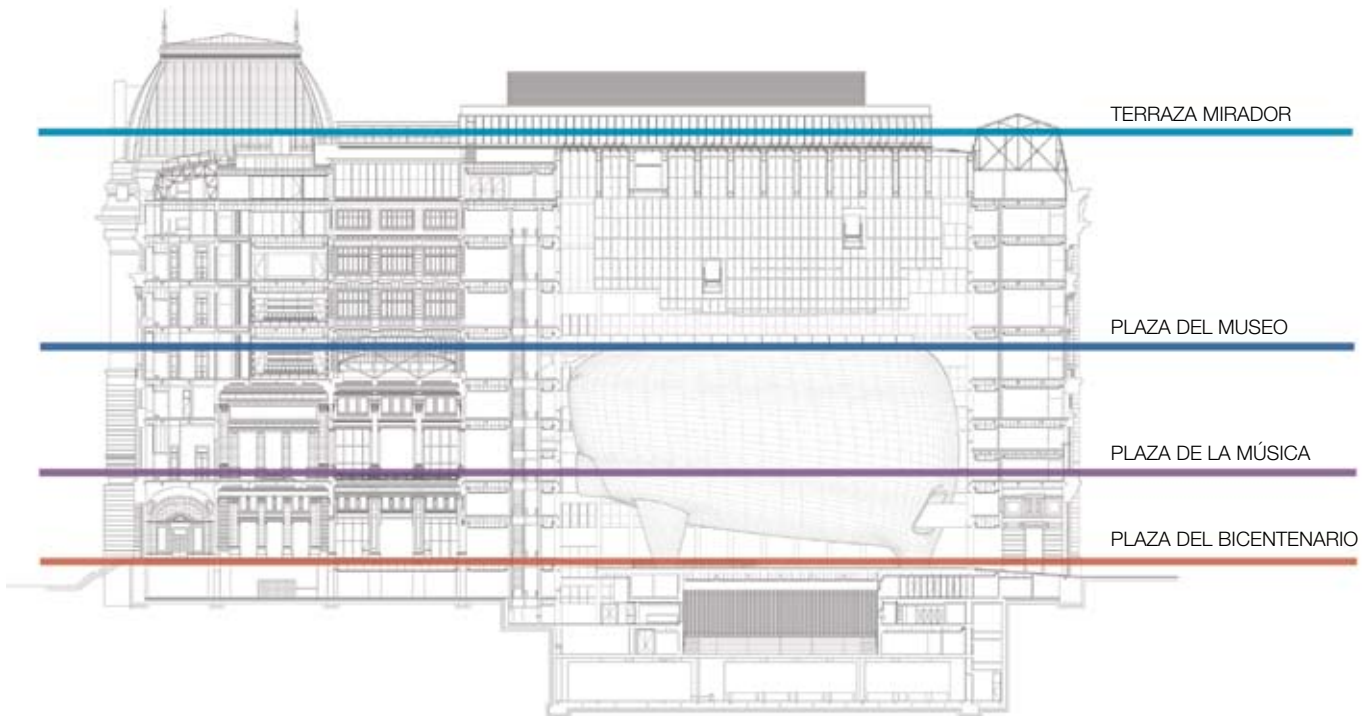 TERRAZA MIRADOR
PLAZA DEL MUSEO
PLAZA DE LA MÚSICA
PLAZA DEL BICENTENARIO